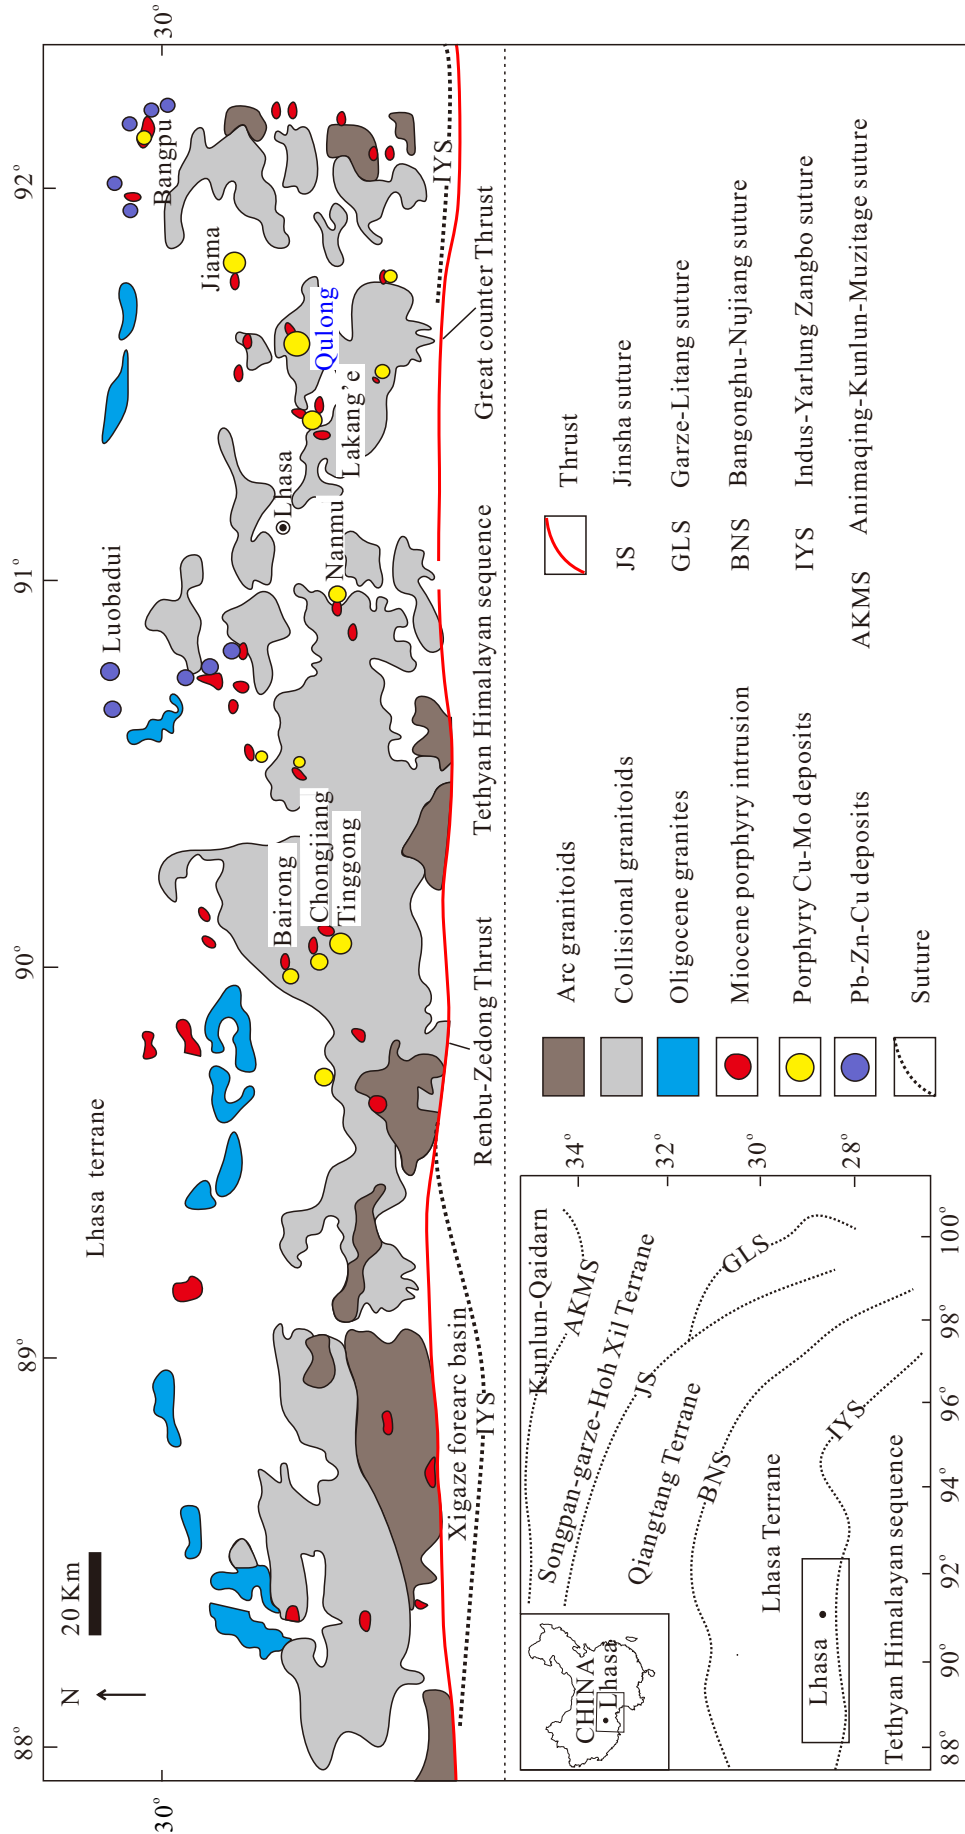 88°
89°
90°
91°
92°
30°
30°
N
20 Km
Lhasa terrane
Luobadui
Bangpu
Jiama
Qulong
Lakang'e
Lhasa
Nanmu
Bairong
Chongjiang
Tinggong
Xigaze forearc basin
IYS
IYS
Renbu-Zedong Thrust
Tethyan Himalayan sequence
Great counter Thrust
CHINA
Lhasa
Kunlun-Qaidarn
AKMS
Songpan-garze-Hoh Xil Terrane
JS
GLS
Qiangtang Terrane
BNS
Lhasa Terrane
IYS
Lhasa
Tethyan Himalayan sequence
34°
32°
30°
28°
88°
90°
92°
94°
96°
98°
100°
Arc granitoids
Collisional granitoids
Oligocene granites
Miocene porphyry intrusion
Porphyry Cu-Mo deposits
Pb-Zn-Cu deposits
Suture
Thrust
JS Jinsha suture
GLS Garze-Litang suture
BNS Bangonghu-Nujiang suture
IYS Indus-Yarlung Zangbo suture
AKMS Animaqing-Kunlun-Muzitage suture